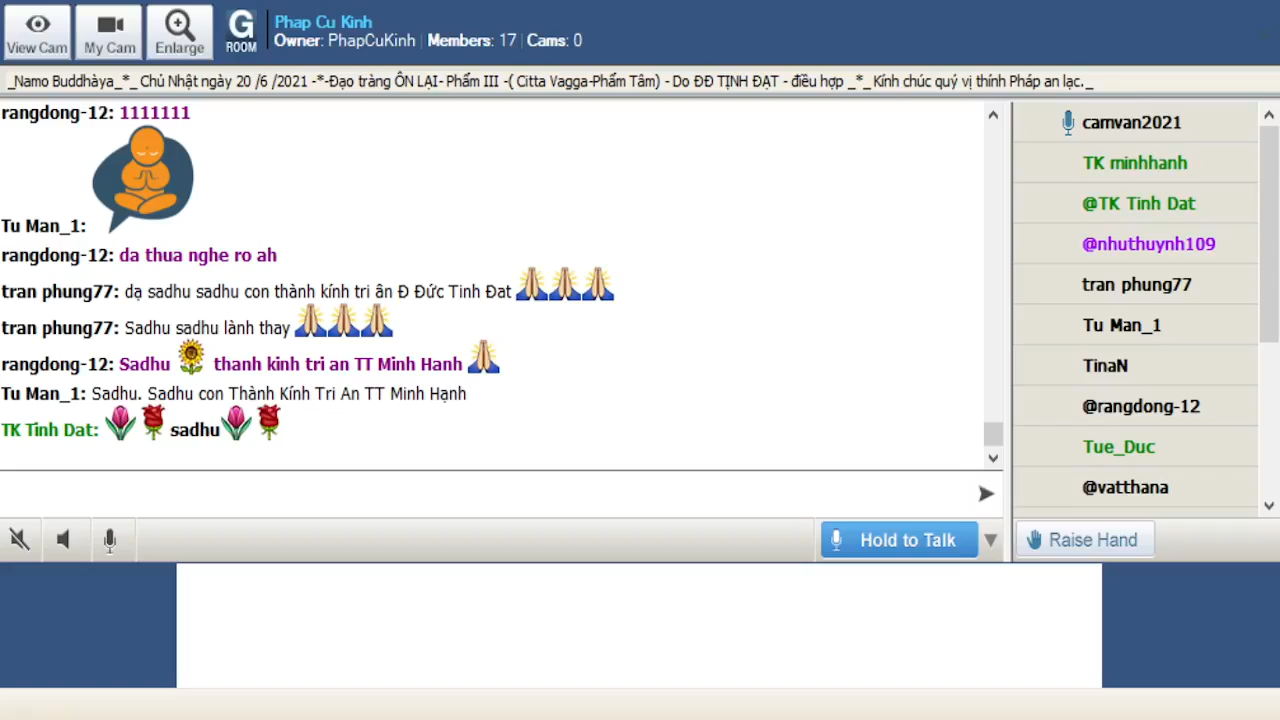 View Cam
My Cam
Enlarge
G
ROOM
Phap Cu Kinh
Owner: PhapCuKinh | Members: 17 | Cams: 0
_Namo Buddhàya_*_ Chủ Nhật ngày 20 /6 /2021 -*-Đạo tràng ÔN LẠI- Phẩm III -( Citta Vagga-Phẩm Tâm) - Do ĐĐ TỊNH ĐẠT - điều hợp _*_ Kính chúc quý vị thính Pháp an lạc._
rangdong-12: 1111111
Tu Man_1:
rangdong-12: da thua nghe ro ah
tran phung77: dạ sadhu sadhu con thành kính tri ân Đ Đức Tinh Đat 🙏🙏🙏
tran phung77: Sadhu sadhu lành thay 🙏🙏🙏
rangdong-12: Sadhu 🌻 thanh kinh tri an TT Minh Hanh 🙏
Tu Man_1: Sadhu. Sadhu con Thành Kính Tri An TT Minh Hạnh
TK Tinh Dat: 🌷🌹 sadhu 🌷🌹
camvan2021
TK minhhanh
@TK Tinh Dat
@nhuthuynh109
tran phung77
Tu Man_1
TinaN
@rangdong-12
Tue_Duc
@vatthana
Hold to Talk
Raise Hand